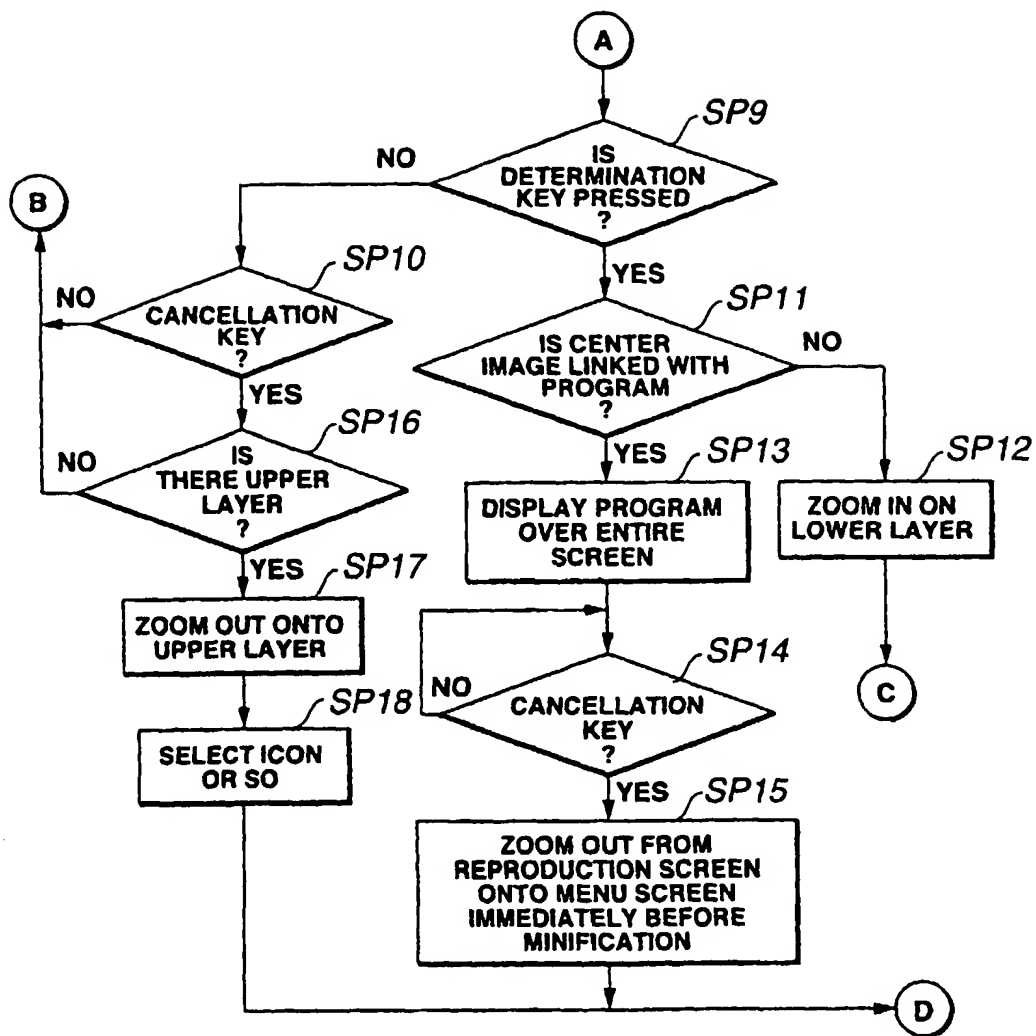 A
SP9
NO
IS
DETERMINATION
KEY PRESSED
?
B
YES
SP10
NO
CANCELLATION
KEY
?
SP11
IS CENTER
IMAGE LINKED WITH
PROGRAM
?
NO
YES
SP16
NO
IS
THERE UPPER
LAYER
?
YES
SP13
DISPLAY PROGRAM
OVER ENTIRE
SCREEN
SP12
ZOOM IN ON
LOWER LAYER
YES
SP17
ZOOM OUT ONTO
UPPER LAYER
SP14
NO
CANCELLATION
KEY
?
C
SP18
SELECT ICON
OR SO
YES
SP15
ZOOM OUT FROM
REPRODUCTION SCREEN
ONTO MENU SCREEN
IMMEDIATELY BEFORE
MINIFICATION
D